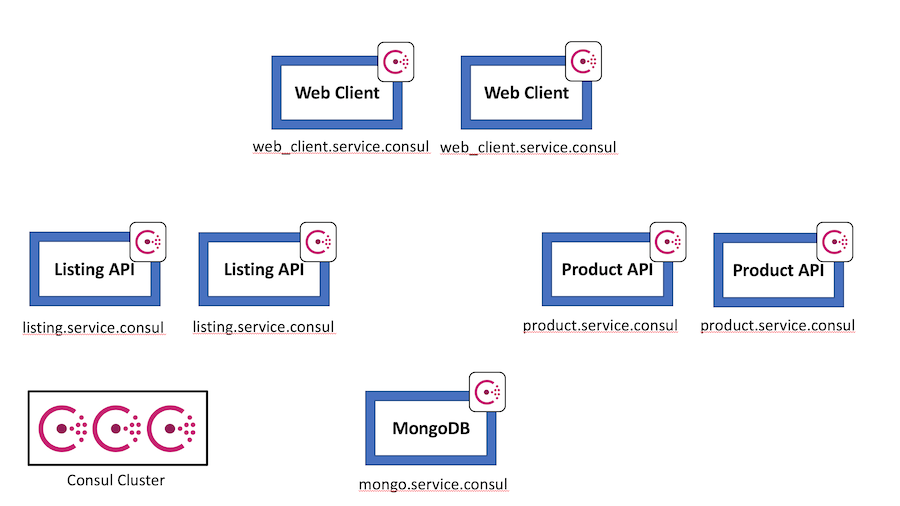 Web Client
Web Client
web_client.service.consul
web_client.service.consul
Listing API
Listing API
Product API
Product API
listing.service.consul
listing.service.consul
product.service.consul
product.service.consul
MongoDB
Consul Cluster
mongo.service.consul